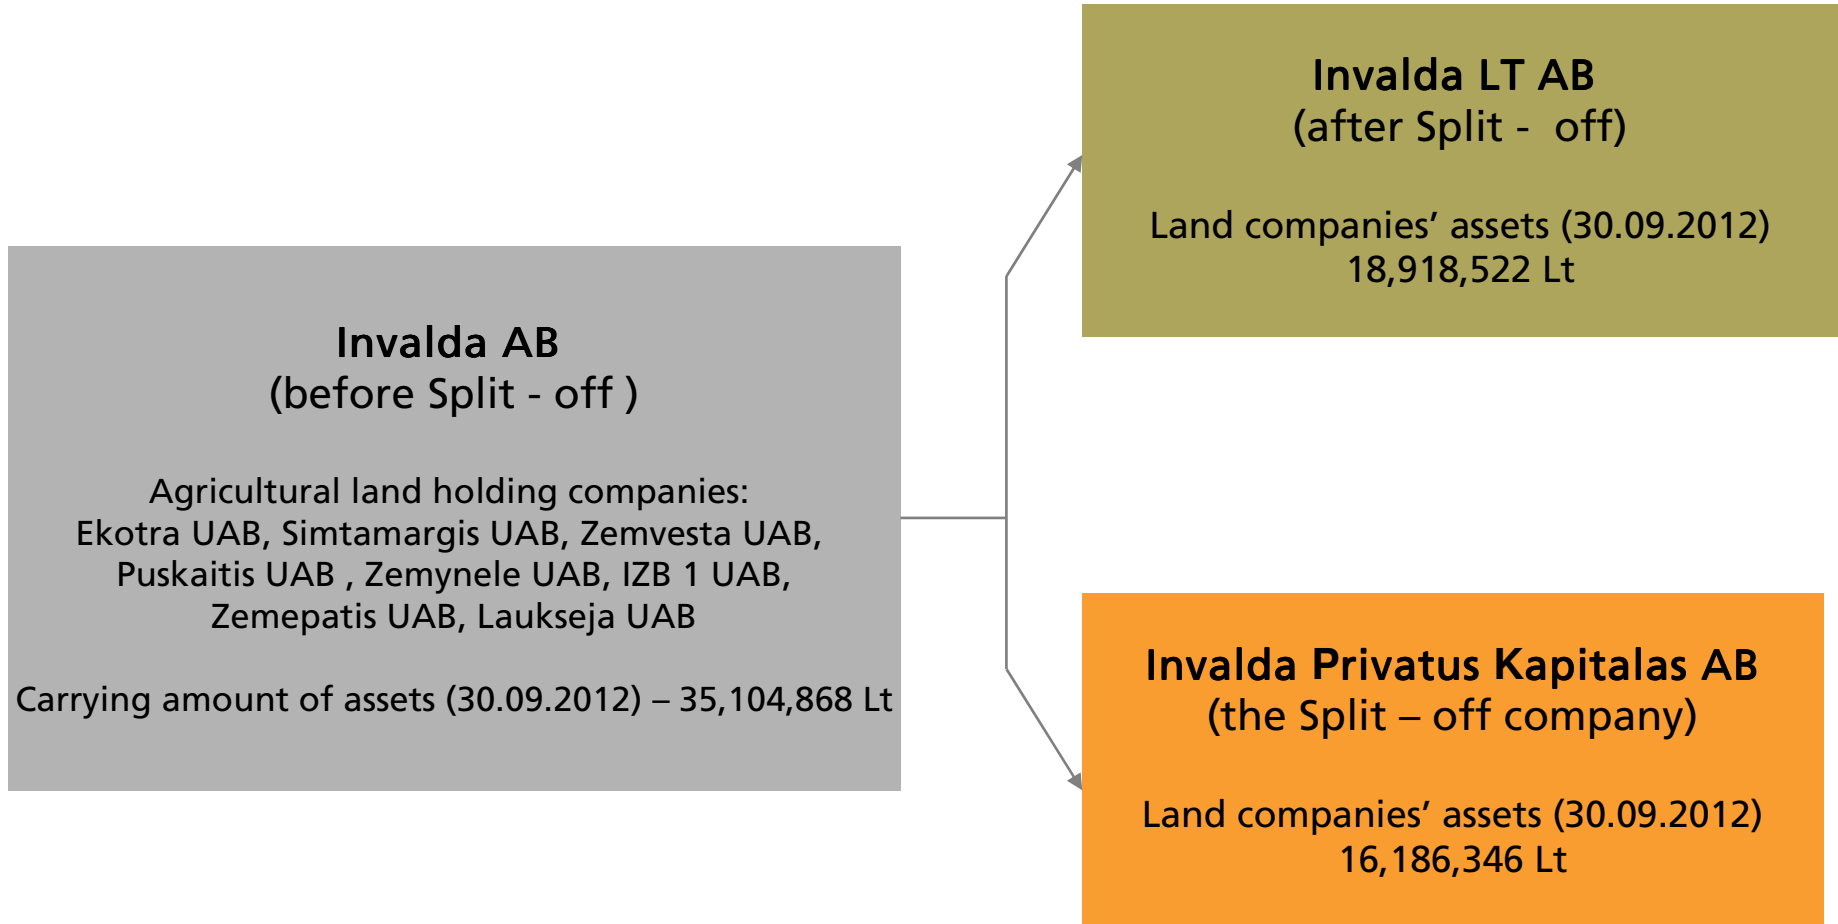 Invalda AB
(before Split - off )
Agricultural land holding companies:
Ekotra UAB, Simtamargis UAB, Zemvesta UAB,
Puskaitis UAB , Zemynele UAB, IZB 1 UAB,
Zemepatis UAB, Laukseja UAB
Carrying amount of assets (30.09.2012) – 35,104,868 Lt
Invalda LT AB
(after Split -  off)
Land companies’ assets (30.09.2012)
18,918,522 Lt
Invalda Privatus Kapitalas AB
(the Split – off company)
Land companies’ assets (30.09.2012)
16,186,346 Lt